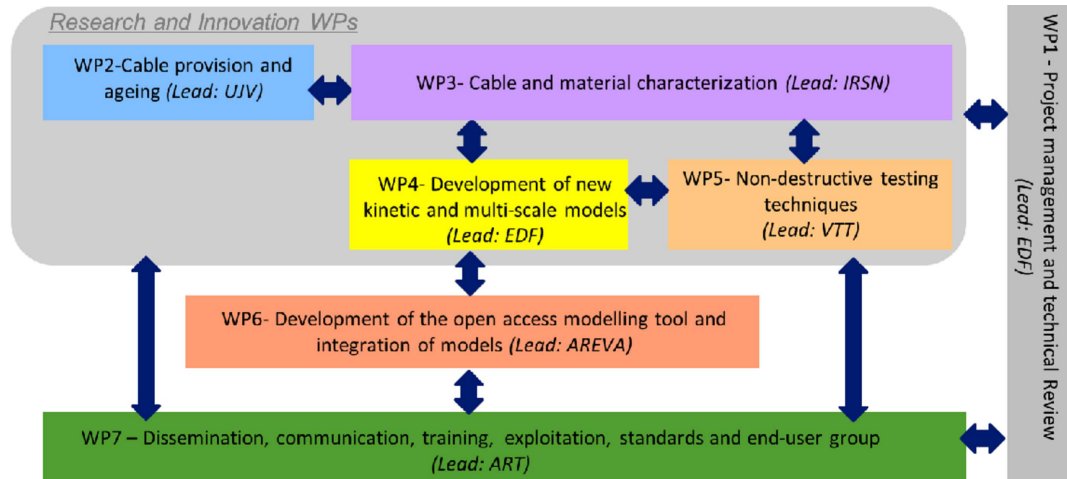 Research and Innovation WPs
WP2-Cable provision and
ageing (Lead: UJV)
WP3- Cable and material characterization (Lead: IRSN)
WP4- Development of new
kinetic and multi-scale models
(Lead: EDF)
WP5- Non-destructive testing
techniques
(Lead: VTT)
WP6- Development of the open access modelling tool and
integration of models (Lead: AREVA)
WP7 – Dissemination, communication, training, exploitation, standards and end-user group
(Lead: ART)
WP1 - Project management and technical Review
(Lead: EDF)